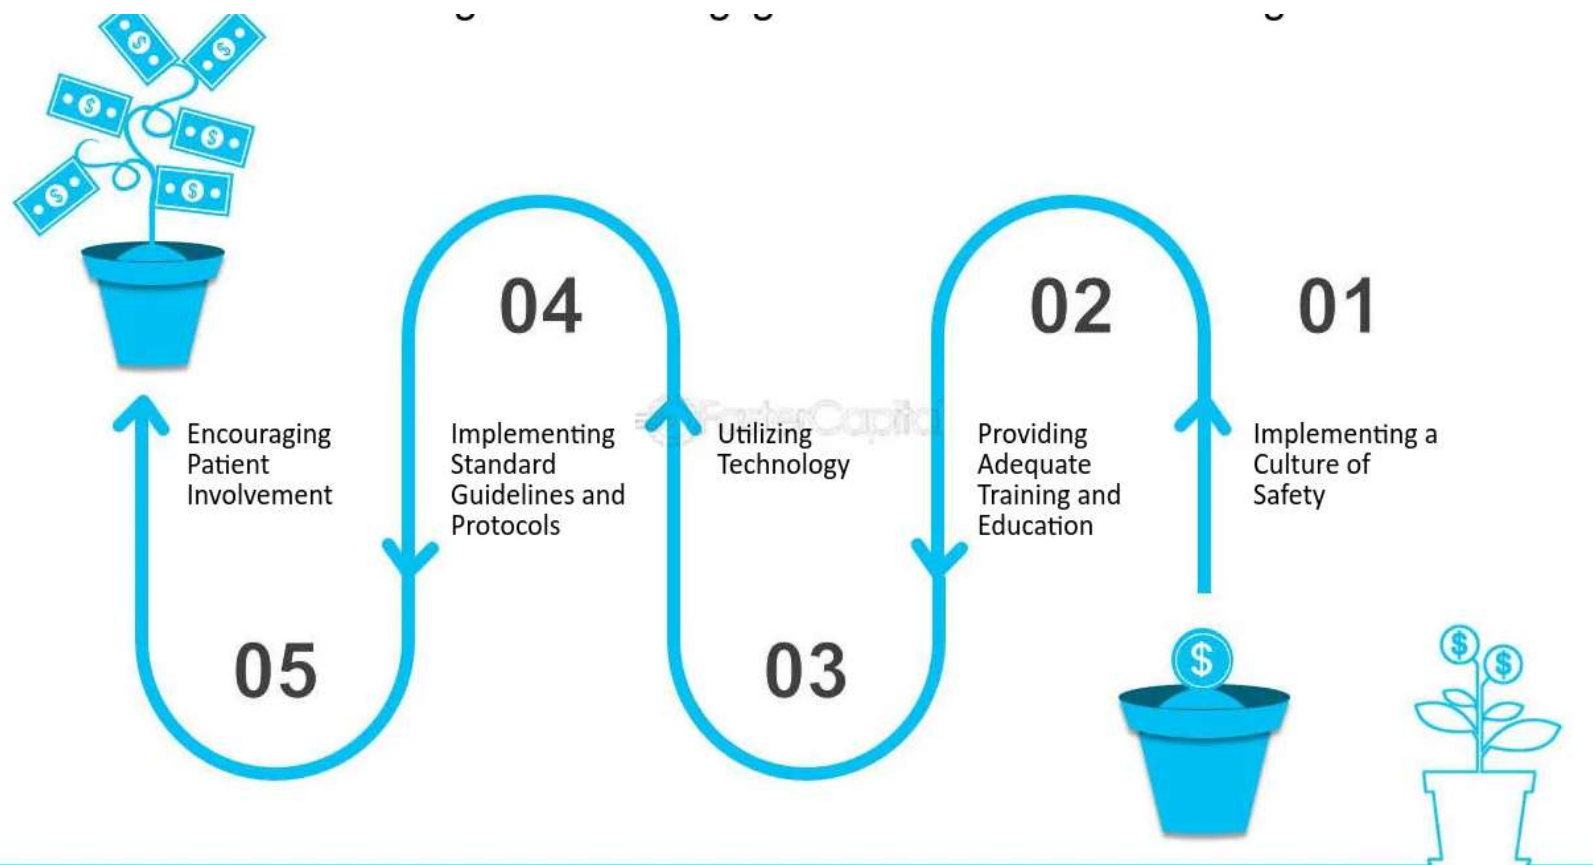 01
Implementing a
Culture of
Safety
02
Providing
Adequate
Training and
Education
03
Utilizing
Technology
04
Implementing
Standard
Guidelines and
Protocols
05
Encouraging
Patient
Involvement
FasterCapital
$
$
$
$
$
$
$
$
$